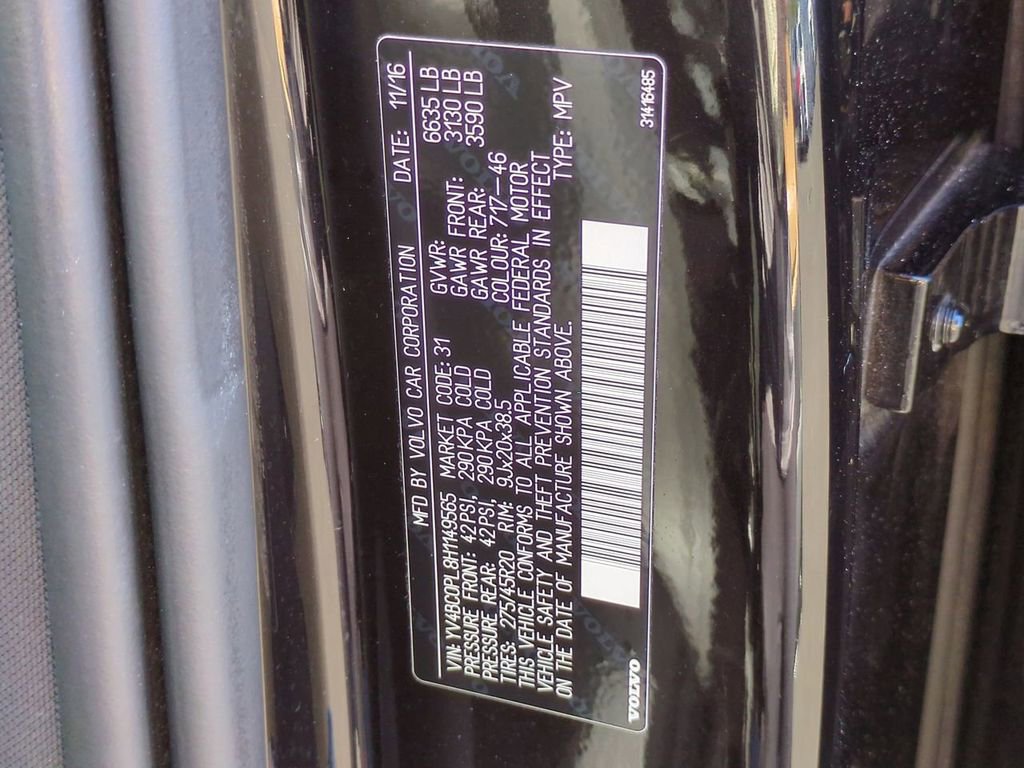 MFD BY VOLVO CAR CORPORATION DATE: 11/16
VIN: YV4BC0PL8H1149565 MARKET CODE: 31 GVWR: 6635 LB
PRESSURE FRONT: 42PSI, 290KPA COLD GAWR FRONT: 3130 LB
PRESSURE REAR: 42PSI, 290KPA COLD GAWR REAR: 3590 LB
TIRES: 275/45R20 RIM: 9Jx20x38.5 COLOUR: 717-46
THIS VEHICLE CONFORMS TO ALL APPLICABLE FEDERAL MOTOR
VEHICLE SAFETY AND THEFT PREVENTION STANDARDS IN EFFECT
ON THE DATE OF MANUFACTURE SHOWN ABOVE. TYPE: MPV
VOLVO 31416485